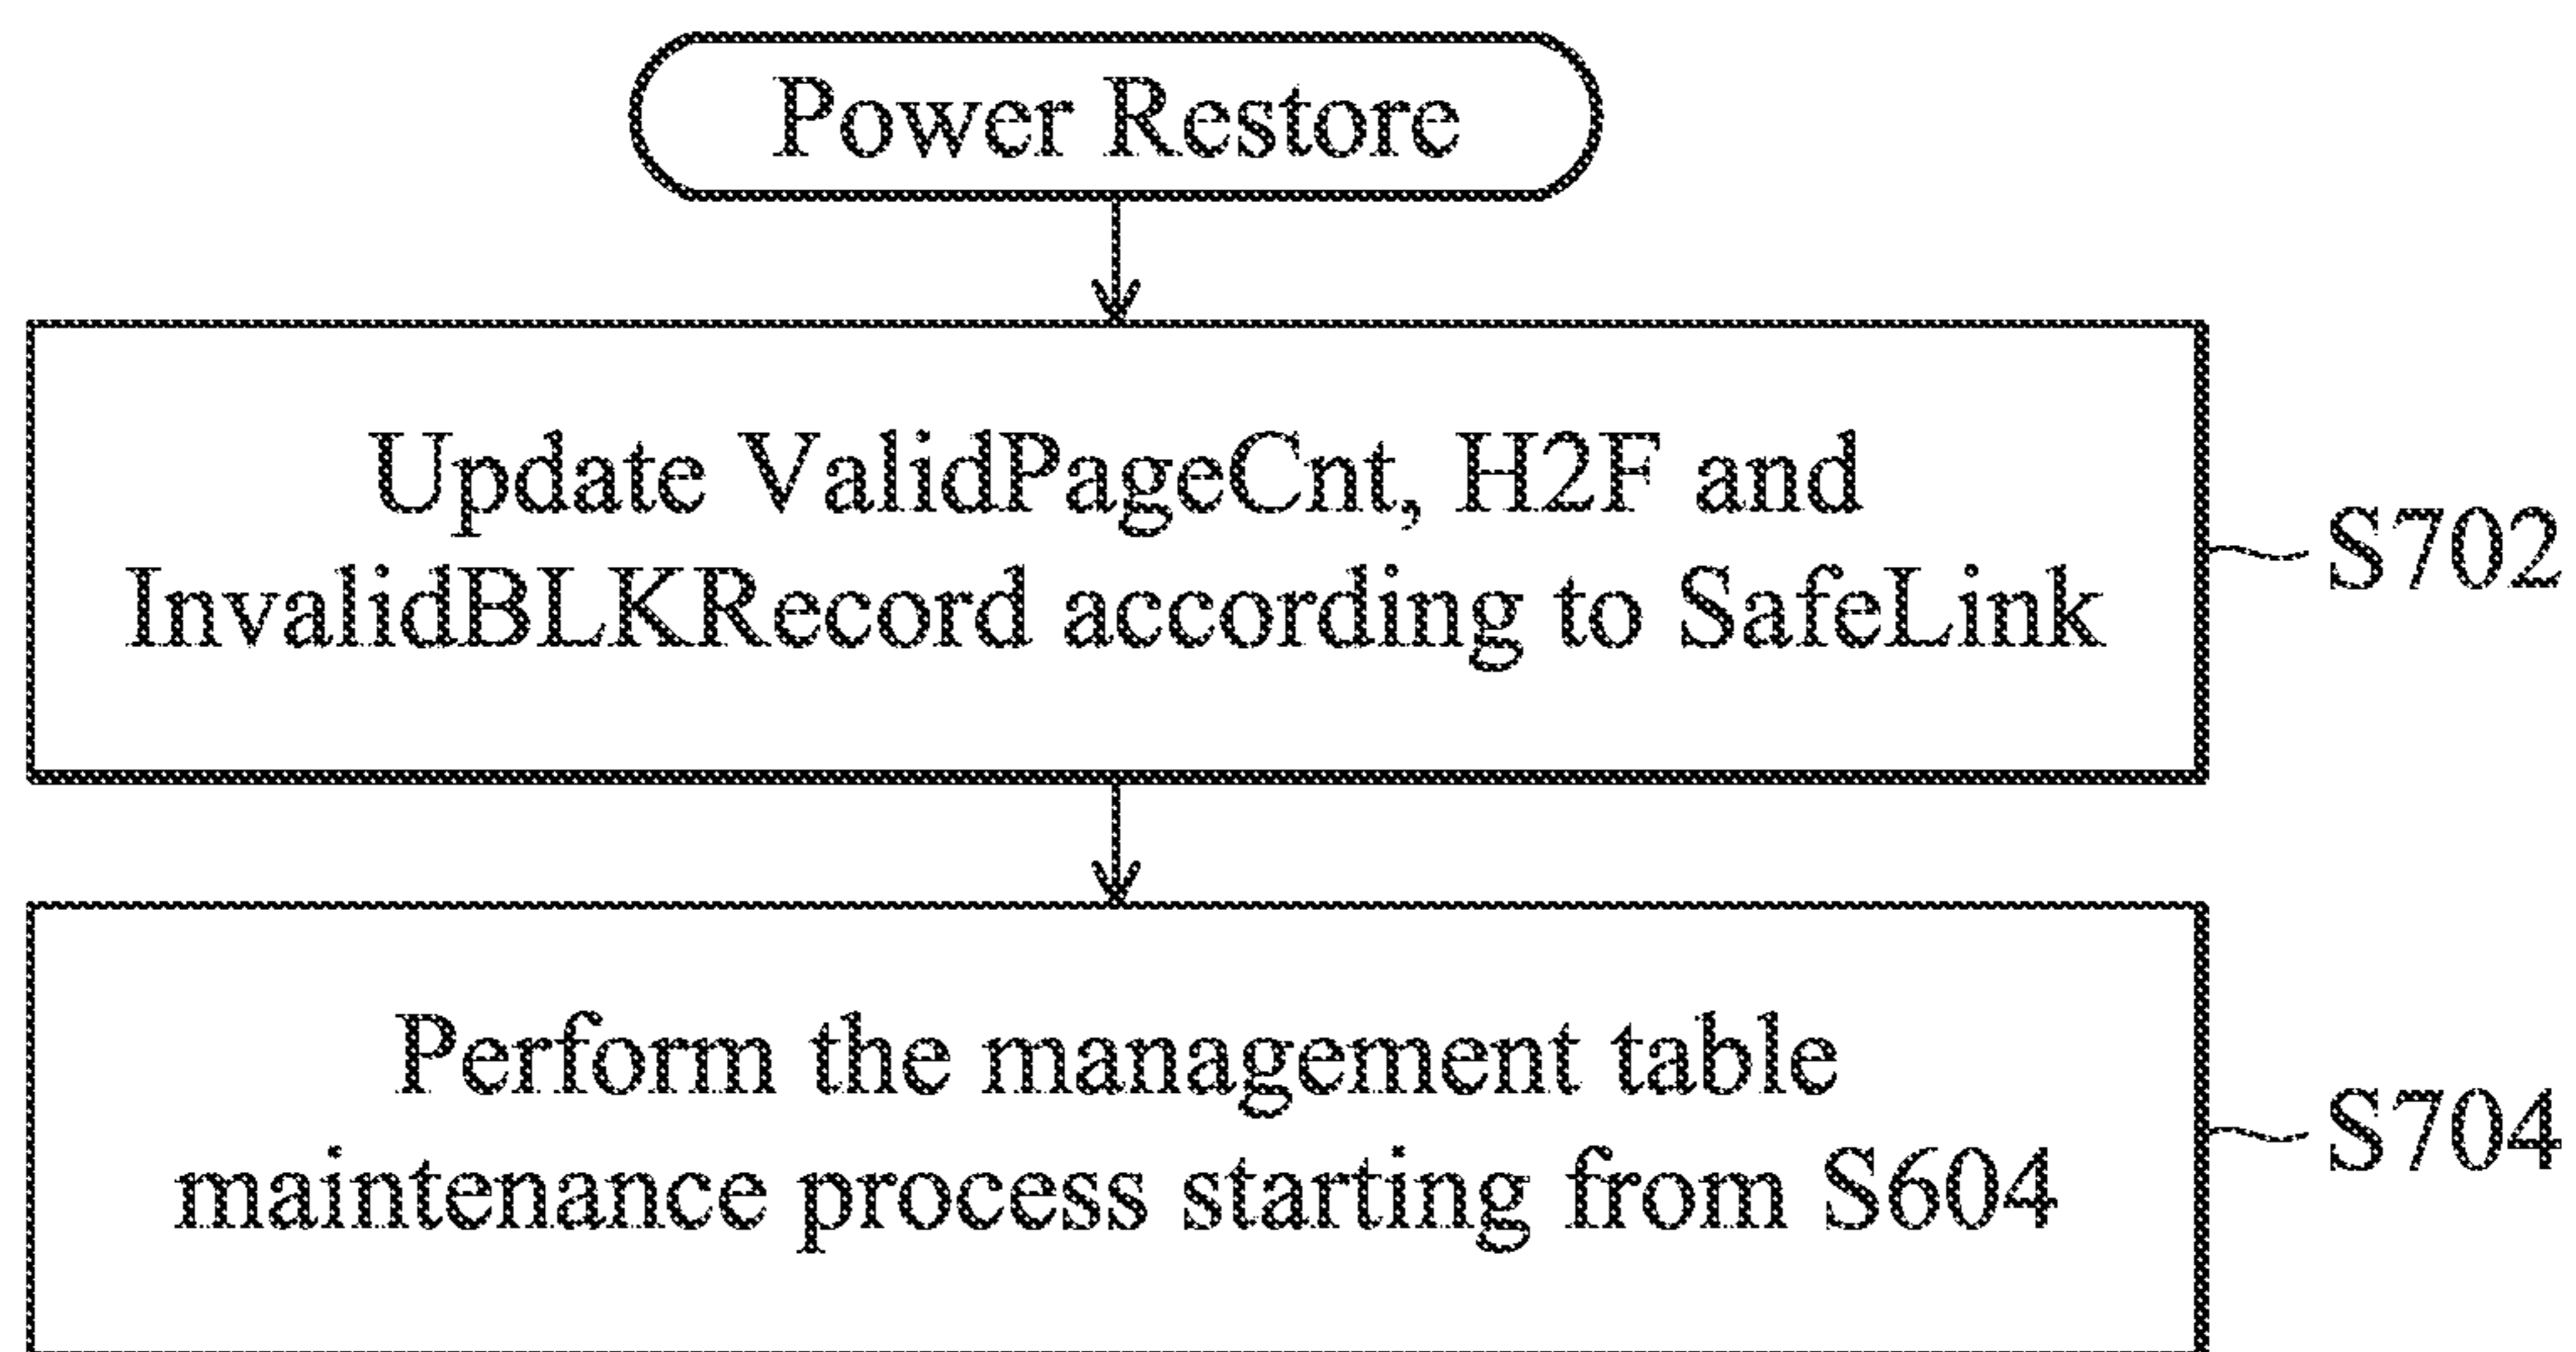 Power Restore
Update ValidPageCnt, H2F and
InvalidBLKRecord according to SafeLink
S702
Perform the management table
maintenance process starting from S604
S704